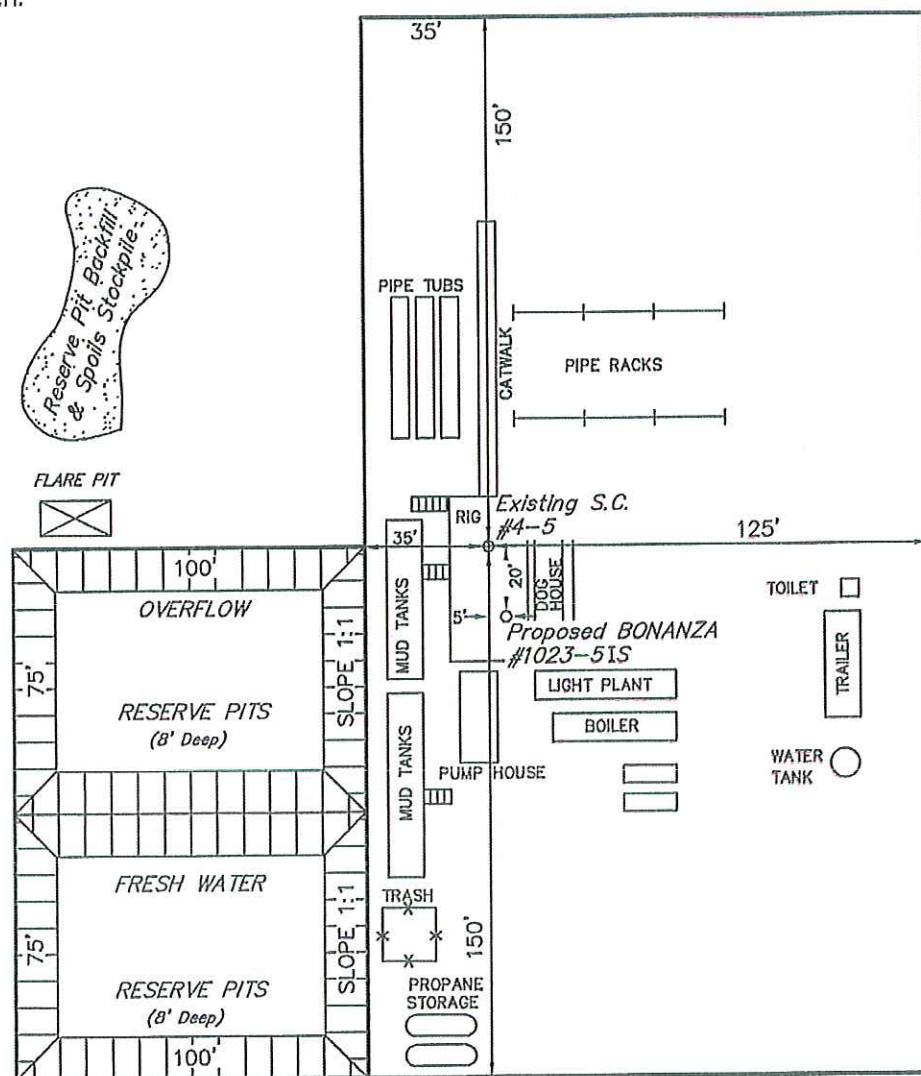 35'
150'
Reserve Pit Backfill
& Spoils Stockpile
PIPE TUBS
CATWALK
PIPE RACKS
FLARE PIT
RIG
Existing S.C.
#4-5
35'
125'
100'
OVERFLOW
MUD TANKS
20'
DOG
HOUSE
TOILET
5'
Proposed BONANZA
#1023-5IS
75'
SLOPE 1:1
RESERVE PITS
(8' Deep)
LIGHT PLANT
TRAILER
BOILER
MUD TANKS
PUMP HOUSE
WATER
TANK
FRESH WATER
TRASH
75'
SLOPE 1:1
150'
RESERVE PITS
(8' Deep)
PROPANE
STORAGE
100'